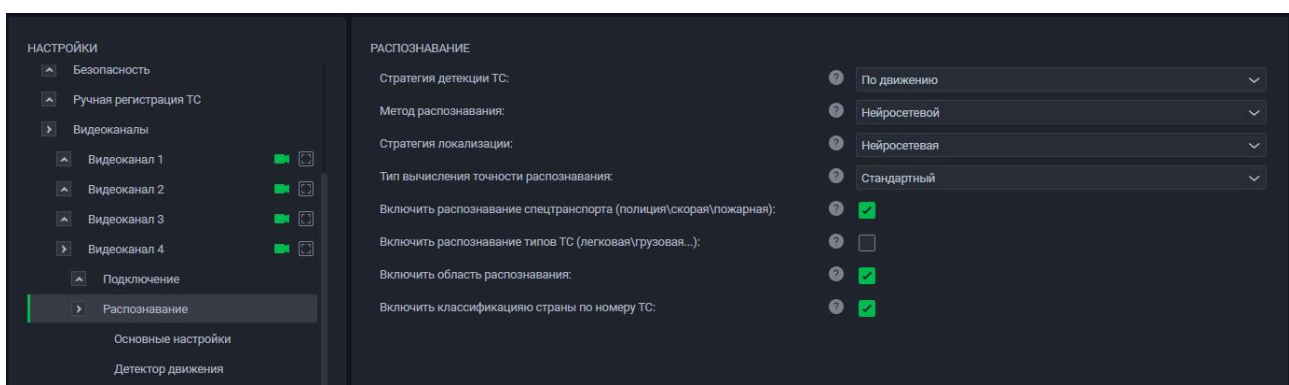 НАСТРОЙКИ
Безопасность
Ручная регистрация ТС
Видеоканалы
Видеоканал 1
Видеоканал 2
Видеоканал 3
Видеоканал 4
Подключение
Распознавание
Основные настройки
Детектор движения
РАСПОЗНАВАНИЕ
Стратегия детекции ТС: ? По движению
Метод распознавания: ? Нейросетевой
Стратегия локализации: ? Нейросетевая
Тип вычисления точности распознавания: ? Стандартный
Включить распознавание спецтранспорта (полиция\скорая\пожарная): ?
Включить распознавание типов ТС (легковая\грузовая...): ?
Включить область распознавания: ?
Включить классификацияю страны по номеру ТС: ?